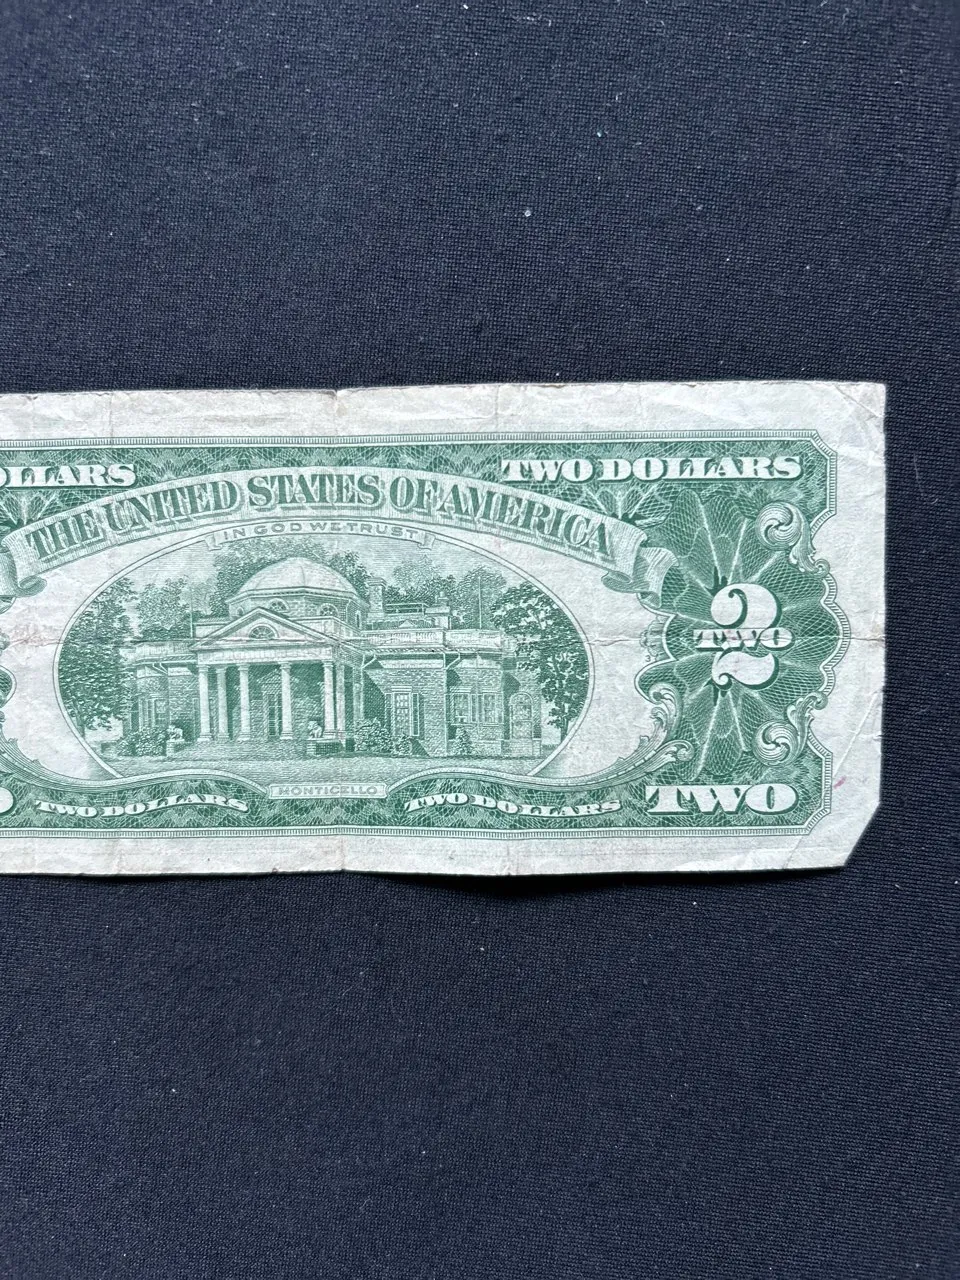 OLLARS
TWO DOLLARS
THE UNITED STATES OF AMERICA
IN GOD WE TRUST
2
TWO
MONTICELLO
TWO DOLLARS
TWO DOLLARS
TWO